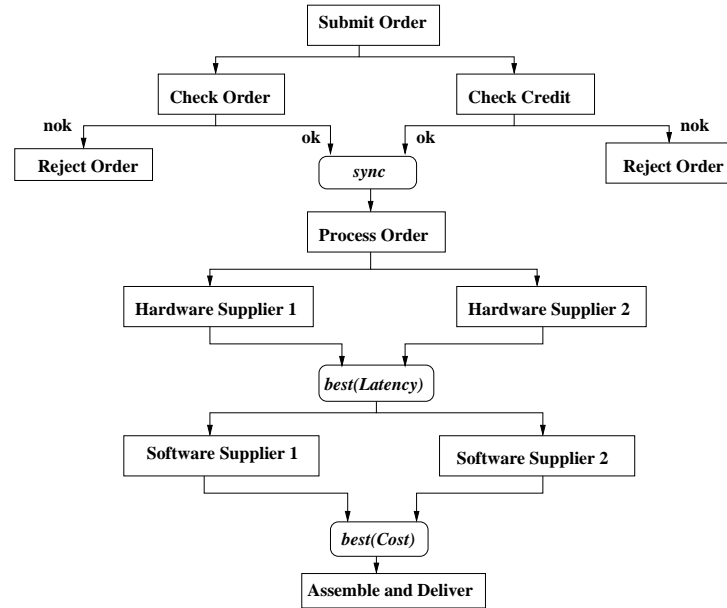 Submit Order
Check Order
Check Credit
nok
ok
ok
nok
Reject Order
sync
Reject Order
Process Order
Hardware Supplier 1
Hardware Supplier 2
best(Latency)
Software Supplier 1
Software Supplier 2
best(Cost)
Assemble and Deliver